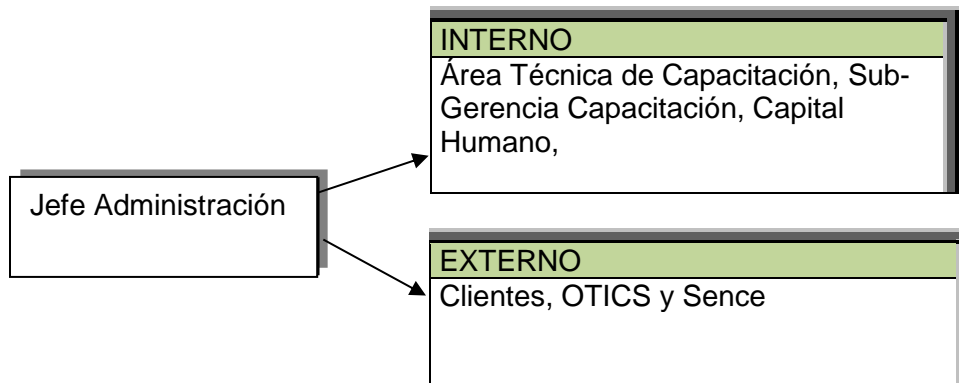 INTERNO
Área Técnica de Capacitación, Sub-
Gerencia Capacitación, Capital
Humano,
Jefe Administración
EXTERNO
Clientes, OTICS y Sence